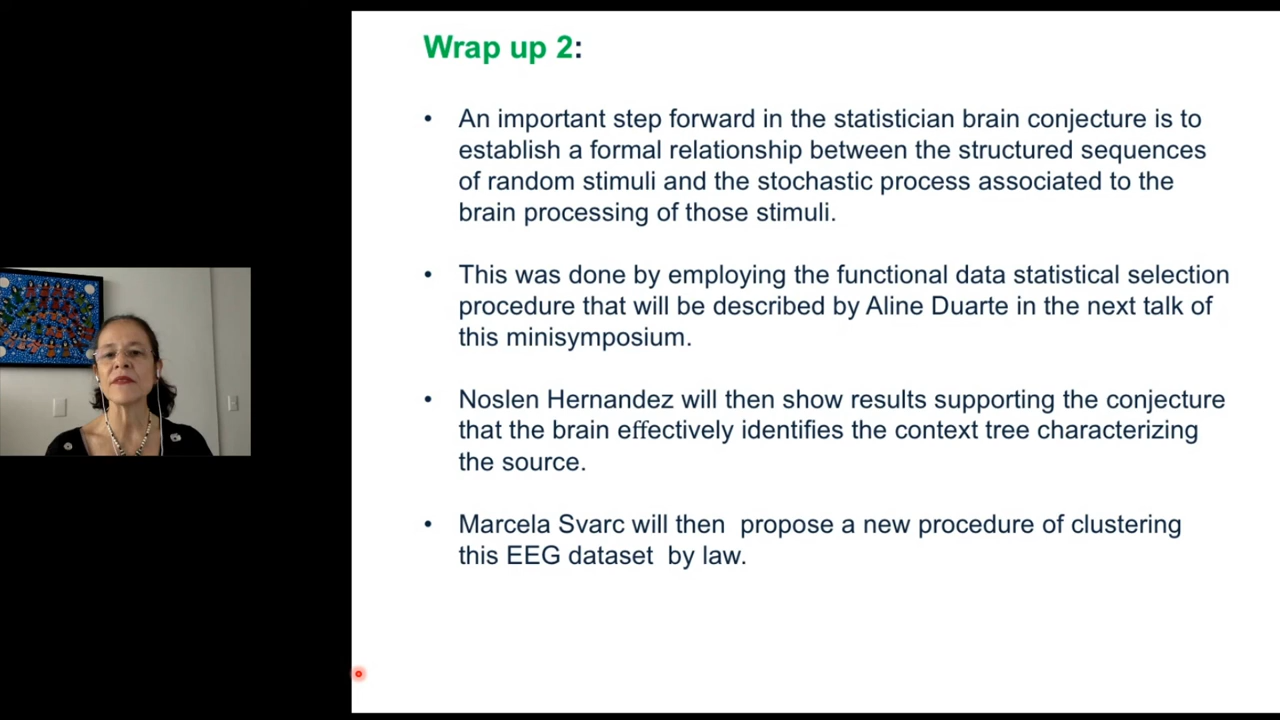 Wrap up 2:
• An important step forward in the statistician brain conjecture is to
establish a formal relationship between the structured sequences
of random stimuli and the stochastic process associated to the
brain processing of those stimuli.
• This was done by employing the functional data statistical selection
procedure that will be described by Aline Duarte in the next talk of
this minisymposium.
• Noslen Hernandez will then show results supporting the conjecture
that the brain effectively identifies the context tree characterizing
the source.
• Marcela Svarc will then  propose a new procedure of clustering
this EEG dataset  by law.